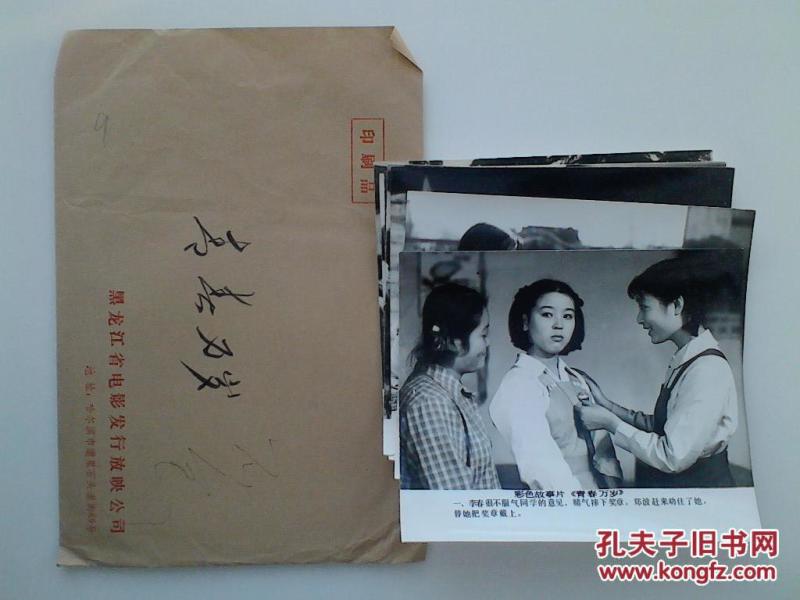 印刷品
青春万岁
黑龙江省电影发行放映公司
彩色故事片《青春万岁》
一、李春很不服气同学的意见，赌气摔下奖章。郑波赶来劝住了她，
替她把奖章戴上。
孔夫子旧书网
www.kongfz.com